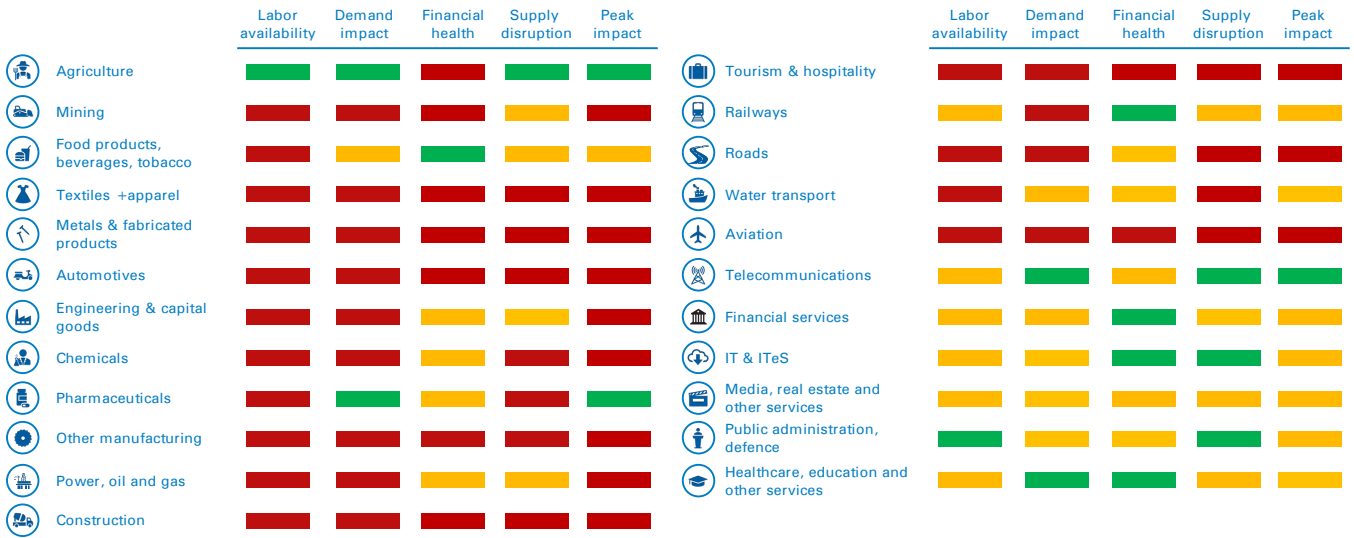 Labor
availability
Demand
impact
Financial
health
Supply
disruption
Peak
impact
Agriculture
Mining
Food products,
beverages, tobacco
Textiles +apparel
Metals & fabricated
products
Automotives
Engineering & capital
goods
Chemicals
Pharmaceuticals
Other manufacturing
Power, oil and gas
Construction
Labor
availability
Demand
impact
Financial
health
Supply
disruption
Peak
impact
Tourism & hospitality
Railways
Roads
Water transport
Aviation
Telecommunications
Financial services
IT & ITeS
Media, real estate and
other services
Public administration,
defence
Healthcare, education and
other services